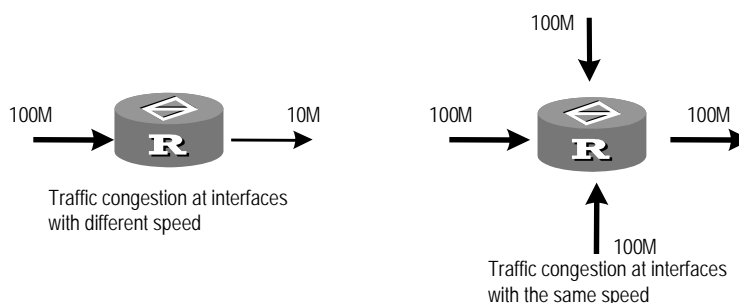 100M
10M
R
Traffic congestion at interfaces
with different speed
100M
100M
100M
R
100M
Traffic congestion at interfaces
with the same speed